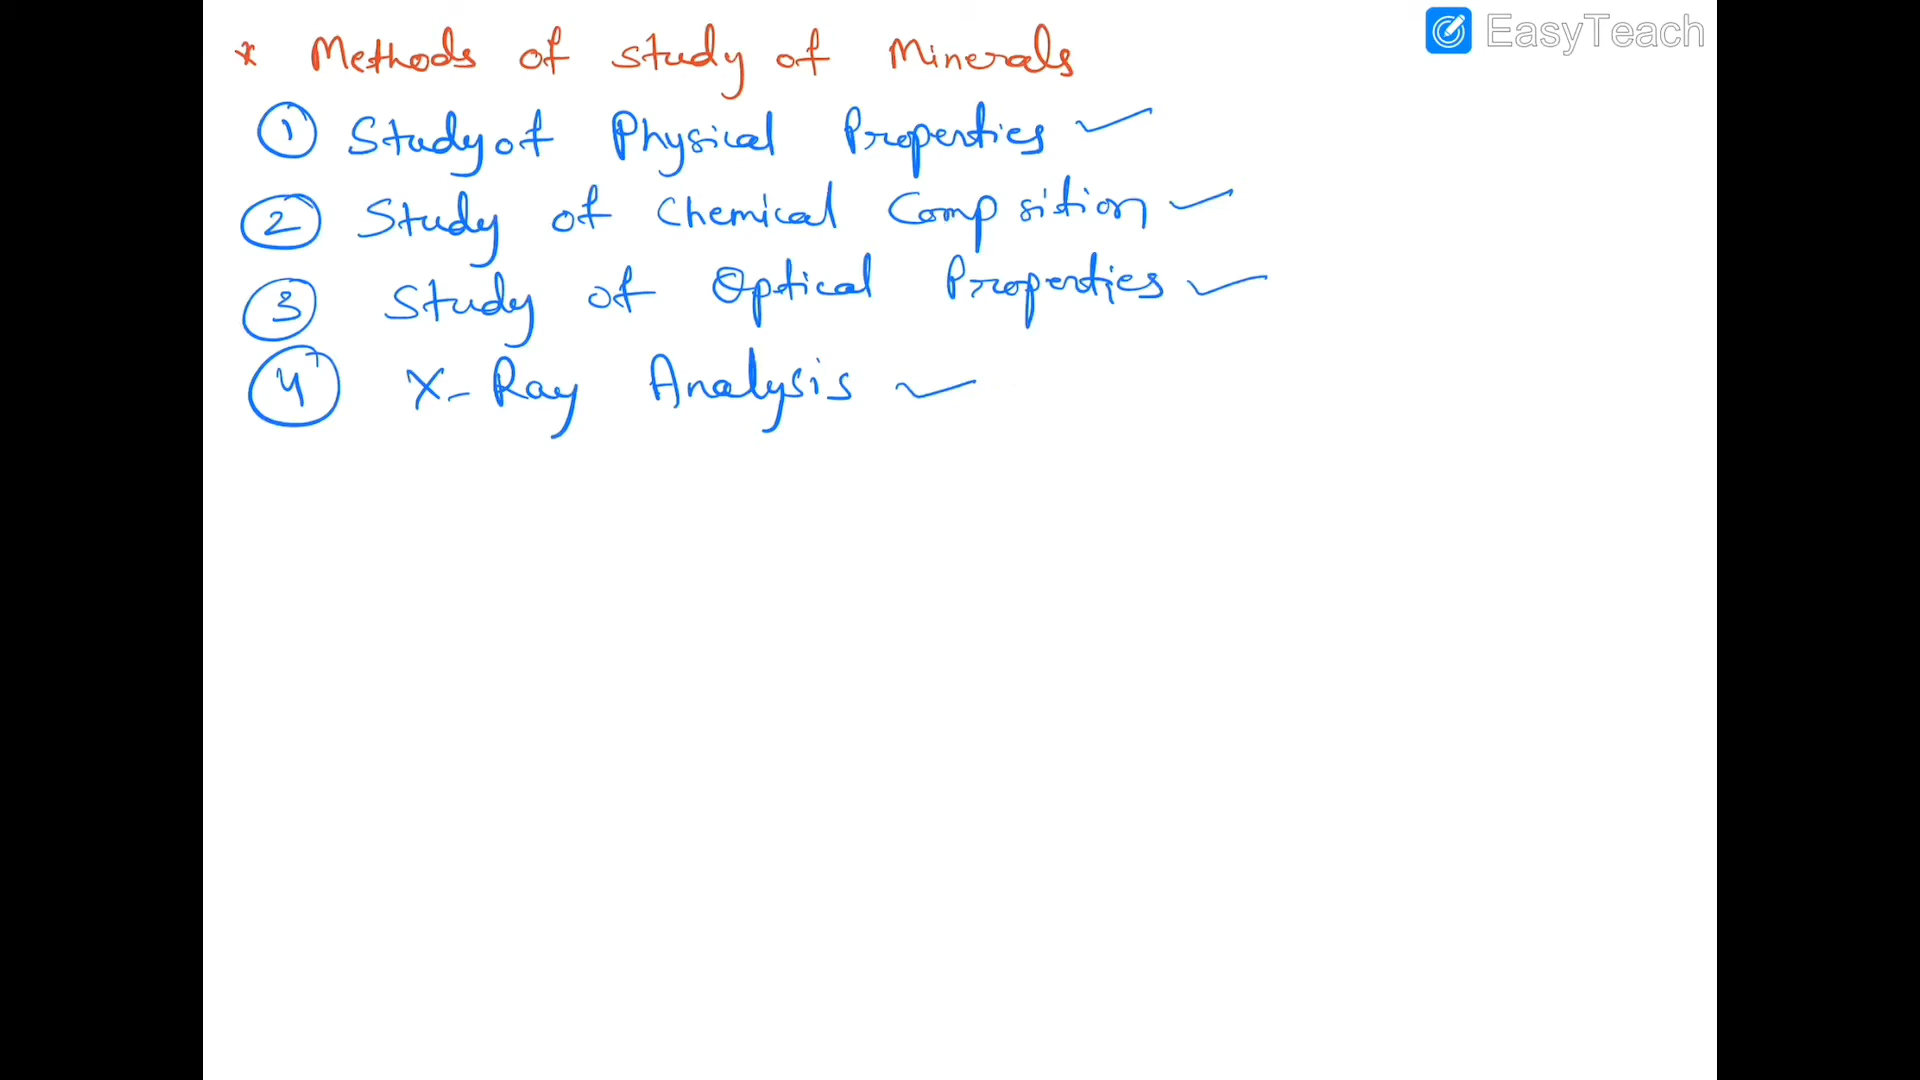 EasyTeach
* Methods of study of Minerals
① Study of Physical Properties ✓
② Study of Chemical Compsition ✓
③ Study of Optical Properties ✓
④ X-Ray Analysis ✓